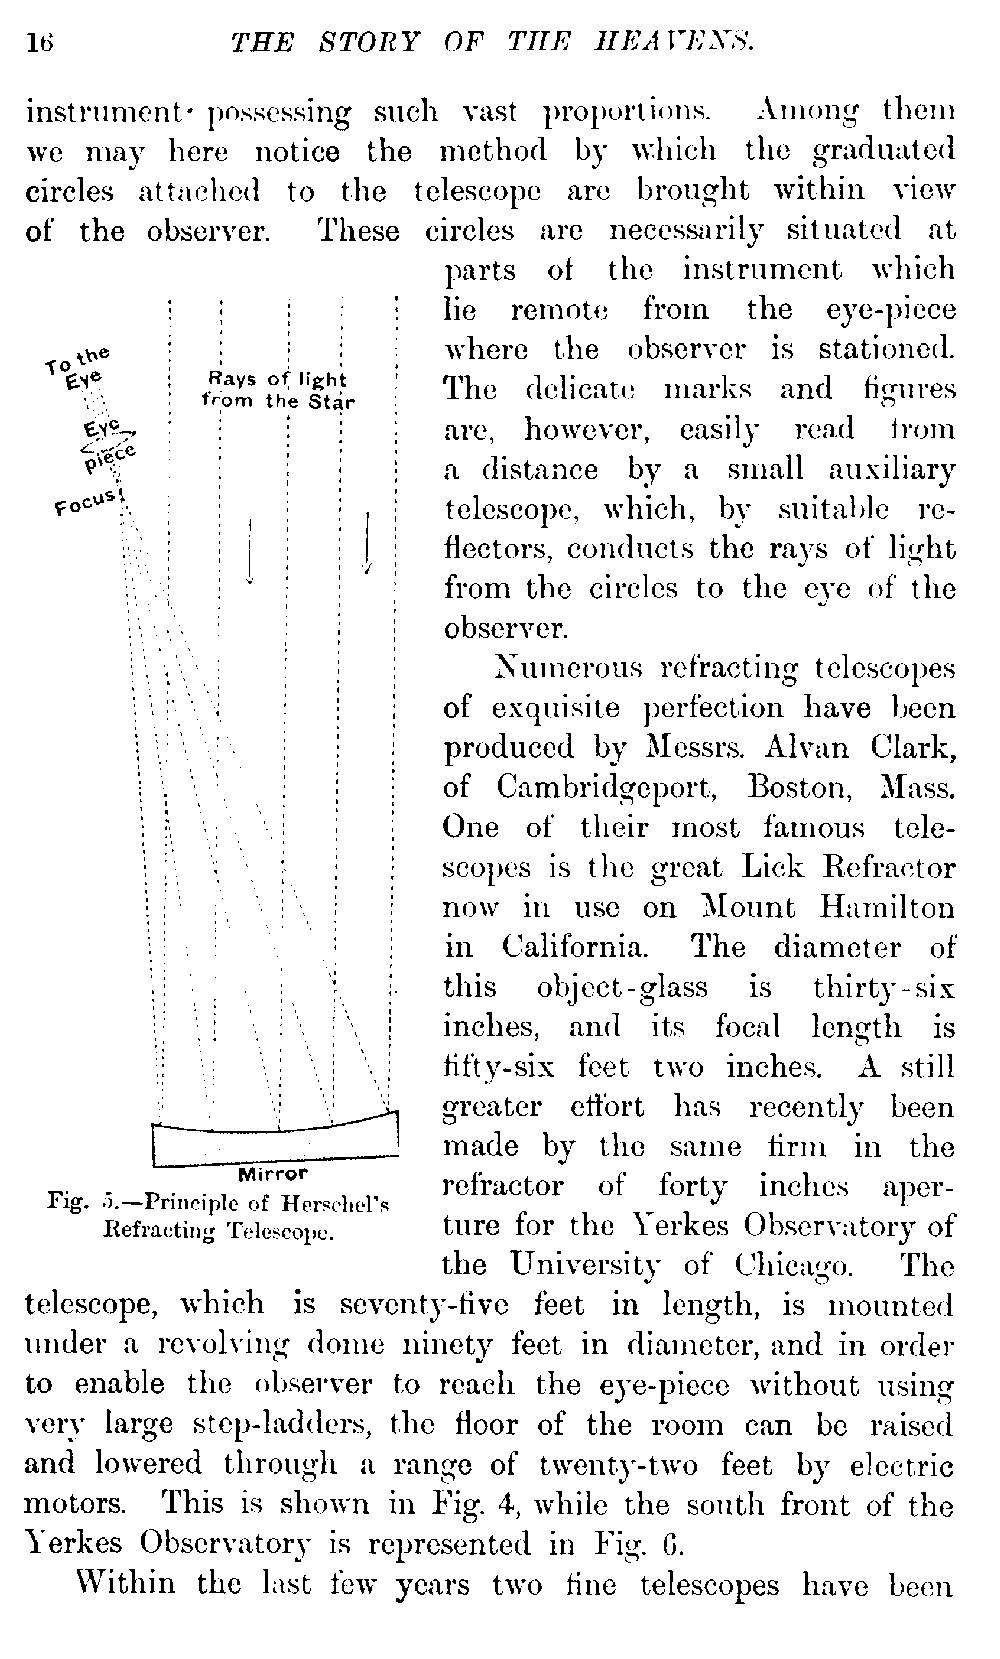 16 THE STORY OF THE HEAVENS.
instrument possessing such vast proportions. Among them
we may here notice the method by which the graduated
circles attached to the telescope are brought within view
of the observer. These circles are necessarily situated at
parts of the instrument which
lie remote from the eye-piece
where the observer is stationed.
The delicate marks and figures
are, however, easily read from
a distance by a small auxiliary
telescope, which, by suitable re-
flectors, conducts the rays of light
from the circles to the eye of the
observer.
Numerous refracting telescopes
of exquisite perfection have been
produced by Messrs. Alvan Clark,
of Cambridgeport, Boston, Mass.
One of their most famous tele-
scopes is the great Lick Refractor
now in use on Mount Hamilton
in California. The diameter of
this object-glass is thirty-six
inches, and its focal length is
fifty-six feet two inches. A still
greater effort has recently been
made by the same firm in the
refractor of forty inches aper-
ture for the Yerkes Observatory of
the University of Chicago. The
To the
Eye
Eye
piece
Focus
Rays of light
from the Star
Mirror
Fig. 5.—Principle of Herschel's
Refracting Telescope.
telescope, which is seventy-five feet in length, is mounted
under a revolving dome ninety feet in diameter, and in order
to enable the observer to reach the eye-piece without using
very large step-ladders, the floor of the room can be raised
and lowered through a range of twenty-two feet by electric
motors. This is shown in Fig. 4, while the south front of the
Yerkes Observatory is represented in Fig. 6.
Within the last few years two fine telescopes have been